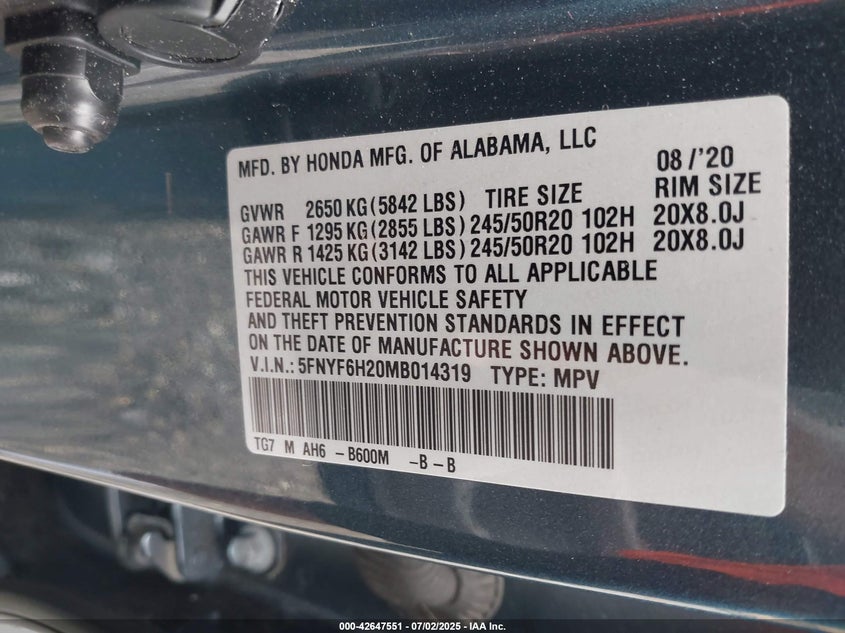 MFD. BY HONDA MFG. OF ALABAMA, LLC 08/'20
GVWR 2650 KG (5842 LBS) TIRE SIZE RIM SIZE
GAWR F 1295 KG (2855 LBS) 245/50R20 102H 20X8.0J
GAWR R 1425 KG (3142 LBS) 245/50R20 102H 20X8.0J
THIS VEHICLE CONFORMS TO ALL APPLICABLE
FEDERAL MOTOR VEHICLE SAFETY
AND THEFT PREVENTION STANDARDS IN EFFECT
ON THE DATE OF MANUFACTURE SHOWN ABOVE.
V.I.N.: 5FNYF6H20MB014319 TYPE: MPV
TG7 M AH6 -B600M -B-B
000-42647551 - 07/02/2025 - IAA Inc.